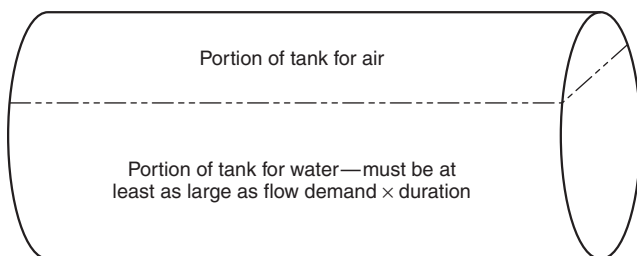 Portion of tank for air
Portion of tank for water—must be at
least as large as flow demand × duration